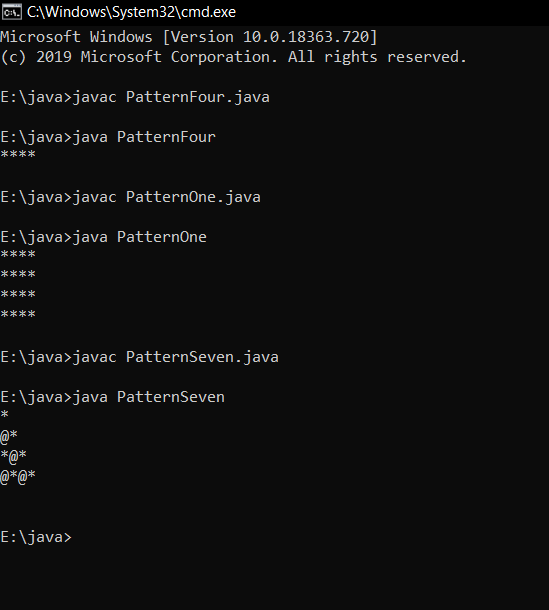 C:\Windows\System32\cmd.exe
Microsoft Windows [Version 10.0.18363.720]
(c) 2019 Microsoft Corporation. All rights reserved.
E:\java>javac PatternFour.java
E:\java>java PatternFour
****
E:\java>javac PatternOne.java
E:\java>java PatternOne
****
****
****
****
E:\java>javac PatternSeven.java
E:\java>java PatternSeven
*
@*
*@*
@*@*
E:\java>